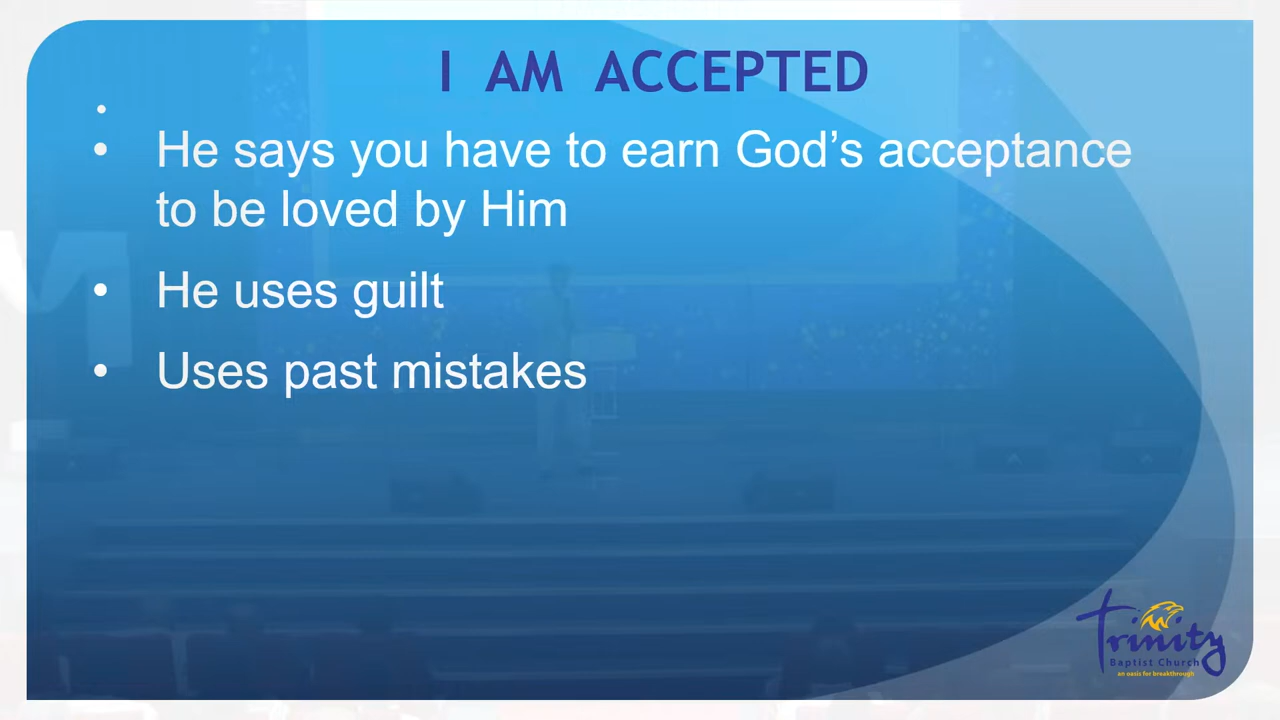 I AM ACCEPTED
•
• He says you have to earn God’s acceptance
to be loved by Him
• He uses guilt
• Uses past mistakes
Trinity
Baptist Church
an oasis for breakthrough